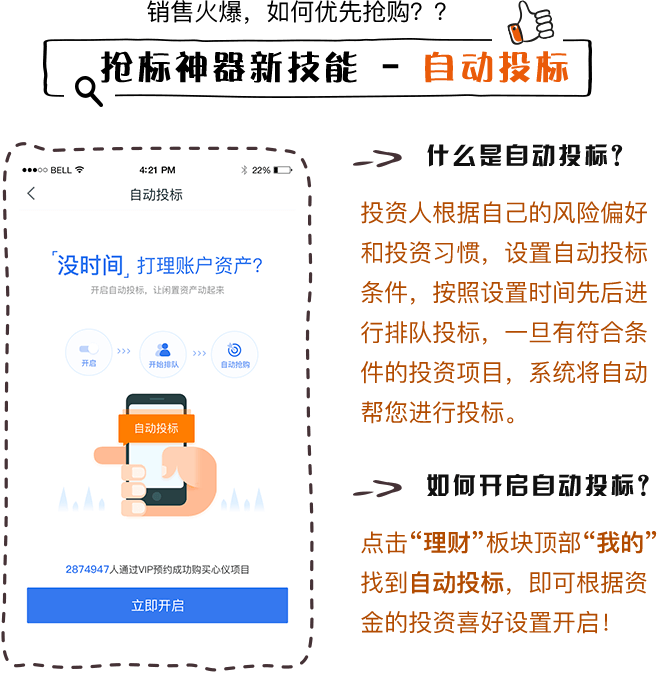 销售火爆，如何优先抢购？？
抢标神器新技能 - 自动投标
BELL 4:21 PM 22%
自动投标
「没时间」打理账户资产？
开启自动投标，让闲置资产动起来
开启 >>> 开始排队 >>> 自动抢购
自动投标
2874947人通过VIP预约成功购买心仪项目
立即开启
什么是自动投标？
投资人根据自己的风险偏好
和投资习惯，设置自动投标
条件，按照设置时间先后进
行排队投标，一旦有符合条
件的投资项目，系统将自动
帮您进行投标。
如何开启自动投标？
点击“理财”板块顶部“我的”
找到自动投标，即可根据资
金的投资喜好设置开启！